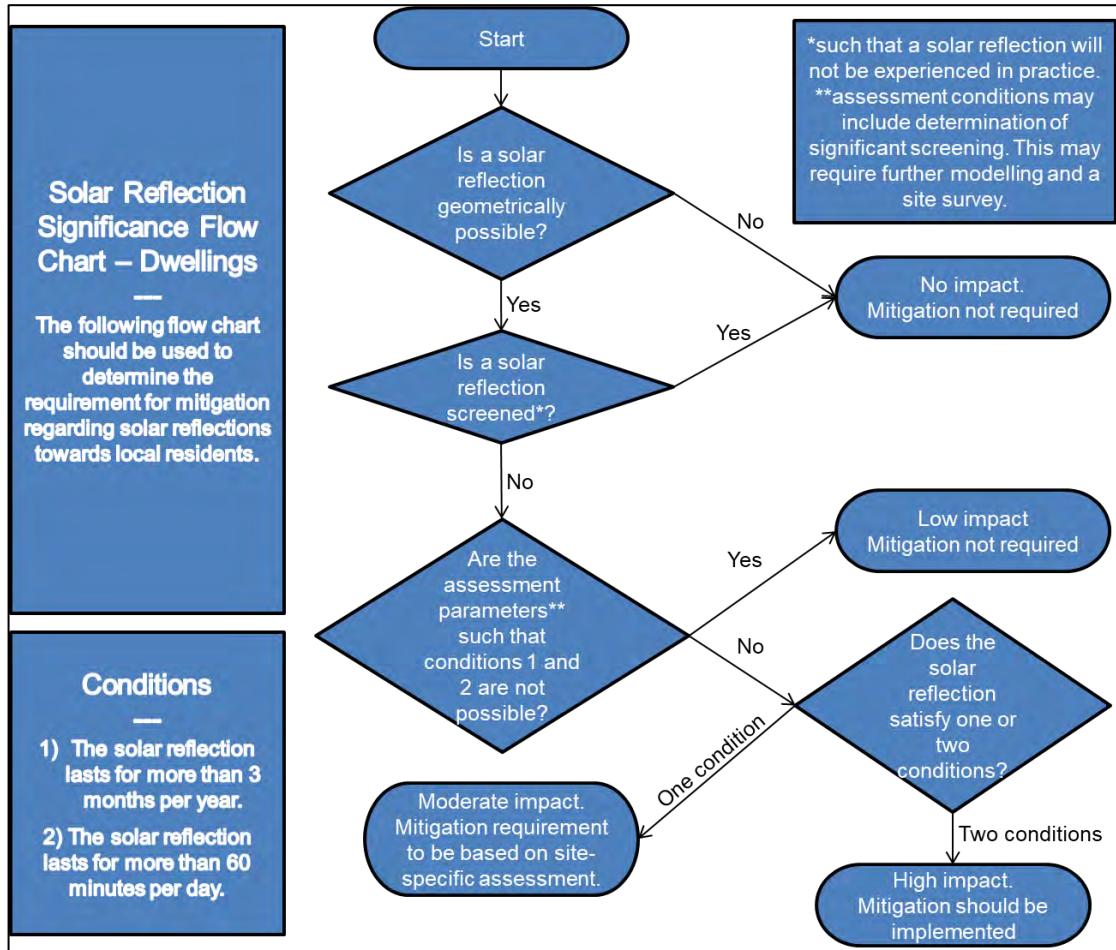 Solar Reflection
Significance Flow
Chart – Dwellings
---
The following flow chart
should be used to
determine the
requirement for mitigation
regarding solar reflections
towards local residents.
Conditions
---
1) The solar reflection
lasts for more than 3
months per year.
2) The solar reflection
lasts for more than 60
minutes per day.
Start
*such that a solar reflection will
not be experienced in practice.
**assessment conditions may
include determination of
significant screening. This may
require further modelling and a
site survey.
Is a solar
reflection
geometrically
possible?
No
No impact.
Mitigation not required
Yes
Yes
Is a solar
reflection
screened*?
No
Low impact
Mitigation not required
Are the
assessment
parameters**
such that
conditions 1 and
2 are not
possible?
Yes
No
Does the
solar
reflection
satisfy one or
two
conditions?
One condition
Moderate impact.
Mitigation requirement
to be based on site-
specific assessment.
Two conditions
High impact.
Mitigation should be
implemented